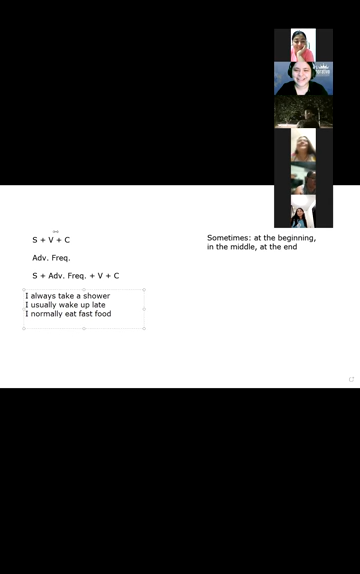 S + V + C
Adv. Freq.
S + Adv. Freq. + V + C
I always take a shower
I usually wake up late
I normally eat fast food
Sometimes: at the beginning,
in the middle, at the end